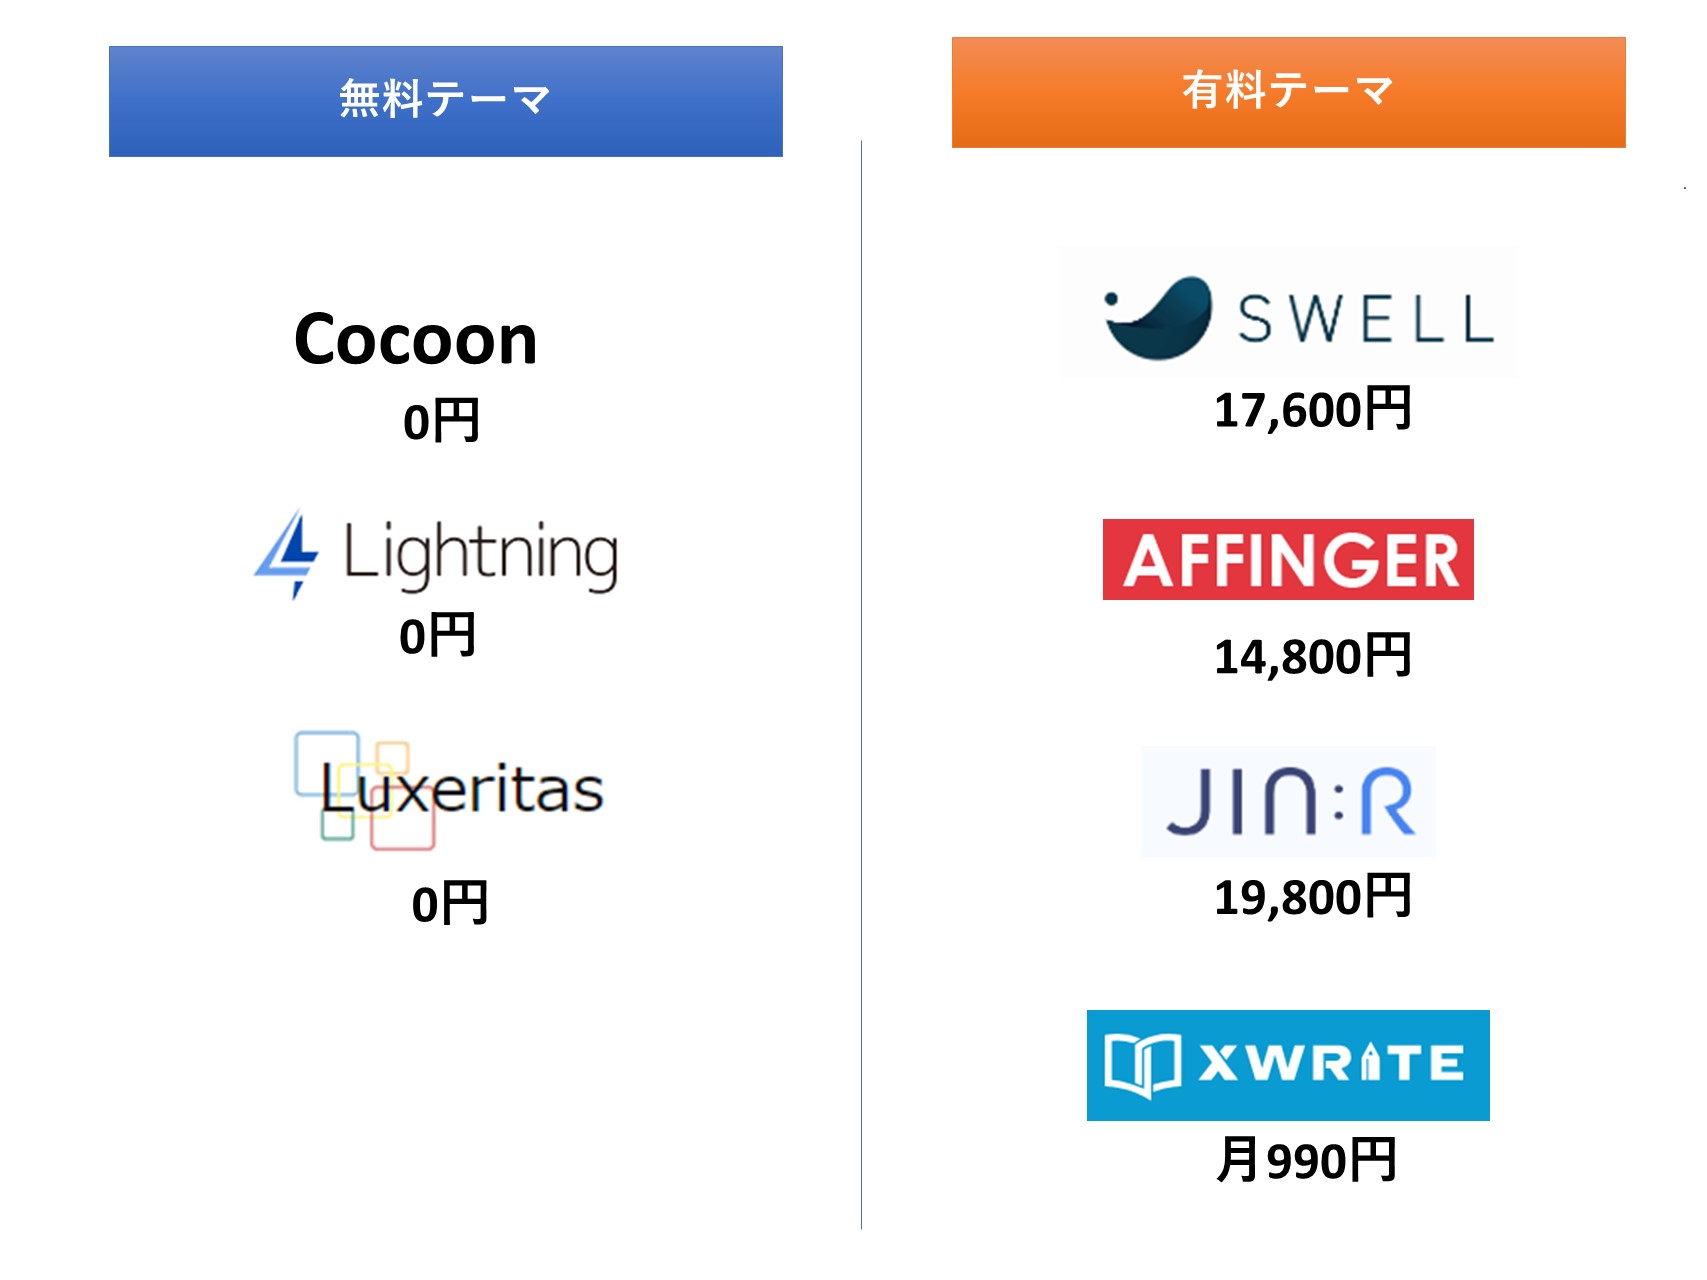 無料テーマ
Cocoon
0円
Lightning
0円
Luxeritas
0円
有料テーマ
SWELL
17,600円
AFFINGER
14,800円
JIN:R
19,800円
XWRITE
月990円